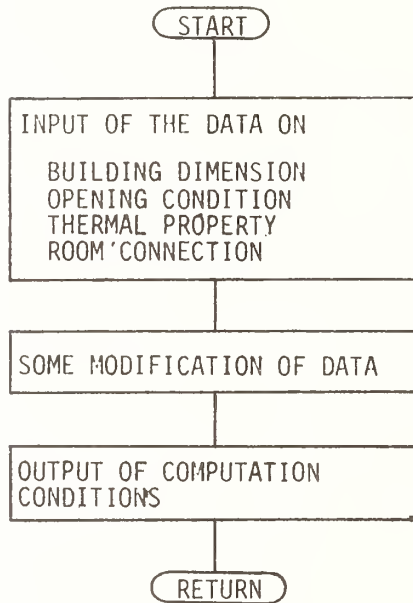 START
INPUT OF THE DATA ON
BUILDING DIMENSION
OPENING CONDITION
THERMAL PROPERTY
ROOM'CONNECTION
SOME MODIFICATION OF DATA
OUTPUT OF COMPUTATION
CONDITIONS
RETURN